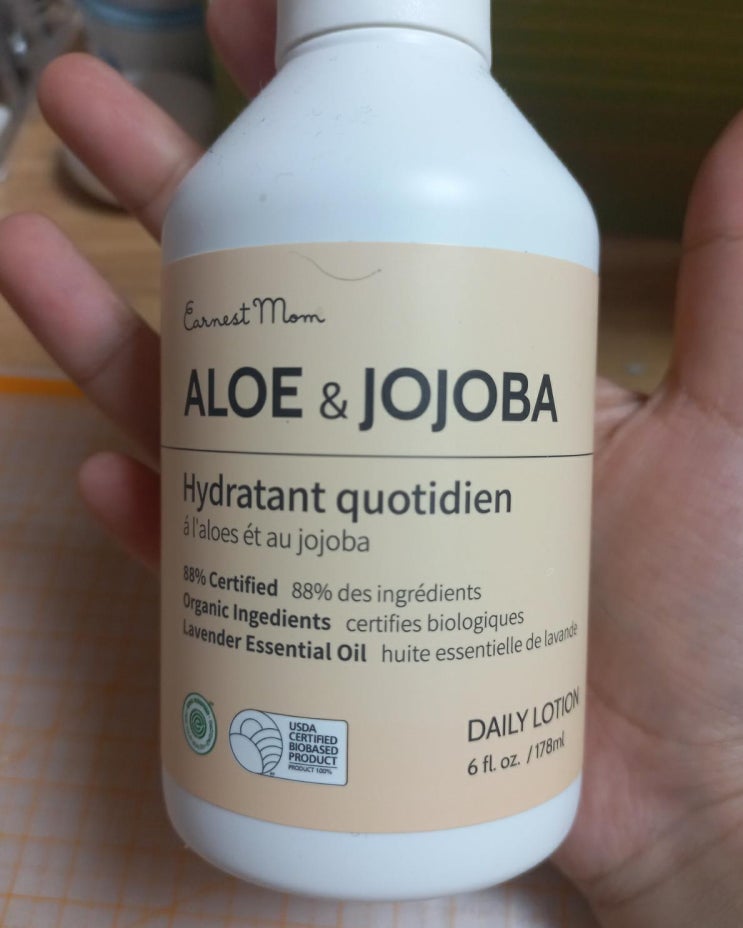 Earnest Mom
ALOE & JOJOBA
Hydratant quotidien
á l'aloes ét au jojoba
88% Certified 88% des ingrédients
Organic Ingedients certifies biologiques
Lavender Essential Oil huite essentielle de lavande
USDA
CERTIFIED
BIOBASED
PRODUCT
PRODUCT 100%
DAILY LOTION
6 fl. oz. / 178ml